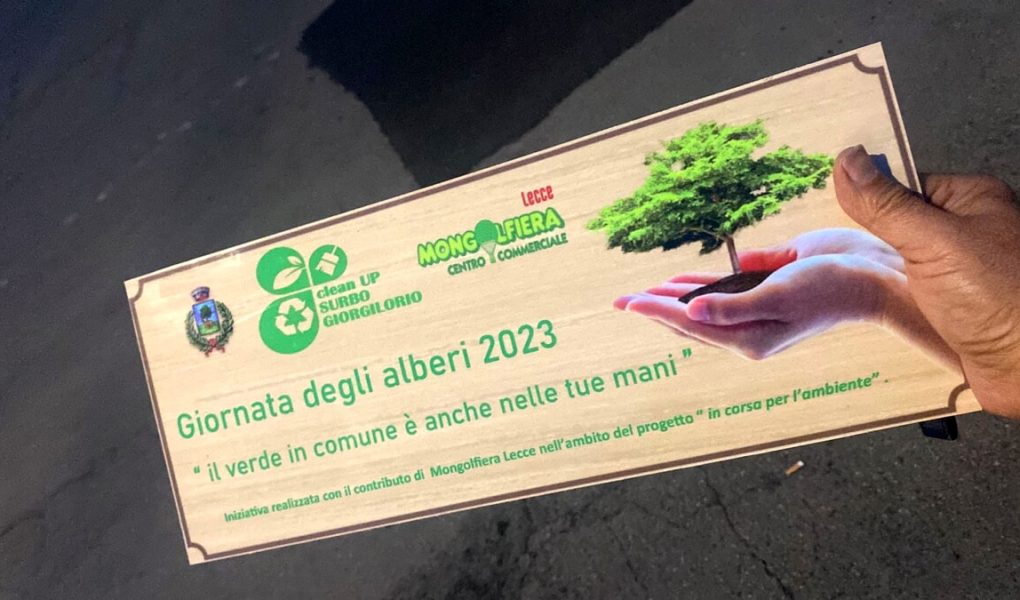 clean UP
SURBO
GIORGILORIO
Lecce
MONGOLFIERA
CENTRO COMMERCIALE
Giornata degli alberi 2023
“ il verde in comune è anche nelle tue mani ”
Iniziativa realizzata con il contributo di Mongolfiera Lecce nell'ambito del progetto “ in corsa per l'ambiente” .